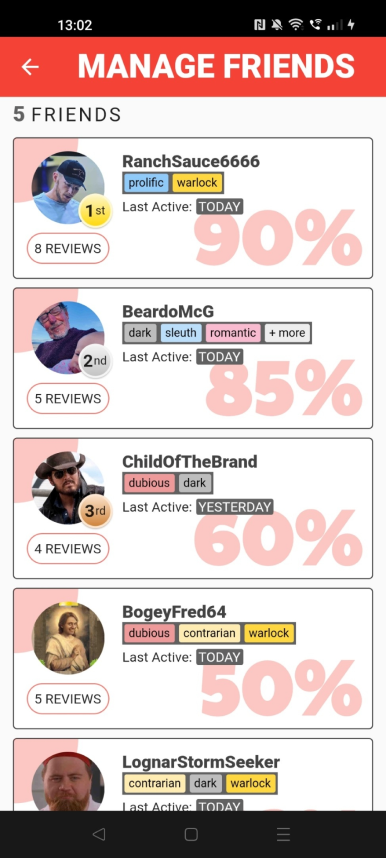 13:02
MANAGE FRIENDS
5 FRIENDS
RanchSauce6666
prolific warlock
1st
Last Active: TODAY
90%
8 REVIEWS
BeardoMcG
dark sleuth romantic + more
2nd
Last Active: TODAY
85%
5 REVIEWS
ChildOfTheBrand
dubious dark
3rd
Last Active: YESTERDAY
60%
4 REVIEWS
BogeyFred64
dubious contrarian warlock
Last Active: TODAY
50%
5 REVIEWS
LognarStormSeeker
contrarian dark warlock
Last Active: TODAY